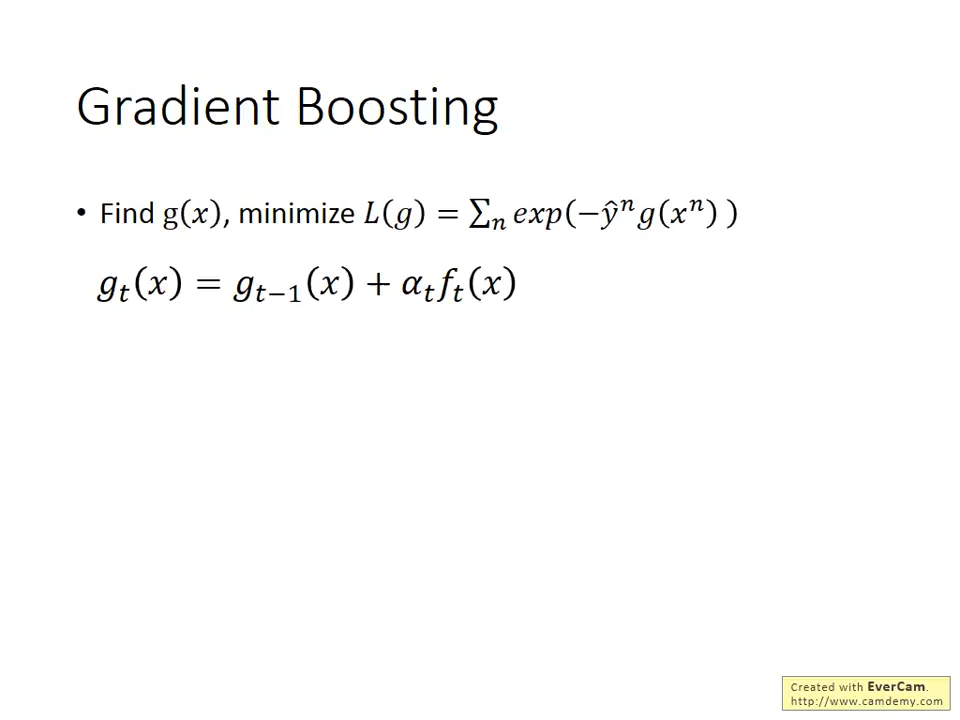 Gradient Boosting
• Find g(x), minimize L(g) = ∑ₙ exp(−ŷⁿg(xⁿ) )
gₜ(x) = gₜ₋₁(x) + αₜfₜ(x)
Created with EverCam.
http://www.camdemy.com